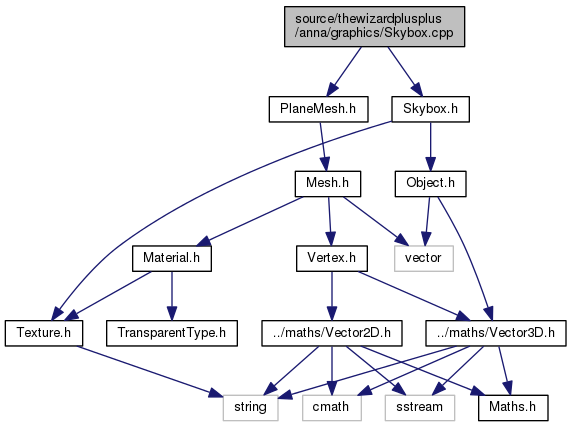 source/thewizardplusplus
/anna/graphics/Skybox.cpp
PlaneMesh.h
Skybox.h
Mesh.h
Object.h
Material.h
Vertex.h
vector
Texture.h
TransparentType.h
../maths/Vector2D.h
../maths/Vector3D.h
string
cmath
sstream
Maths.h